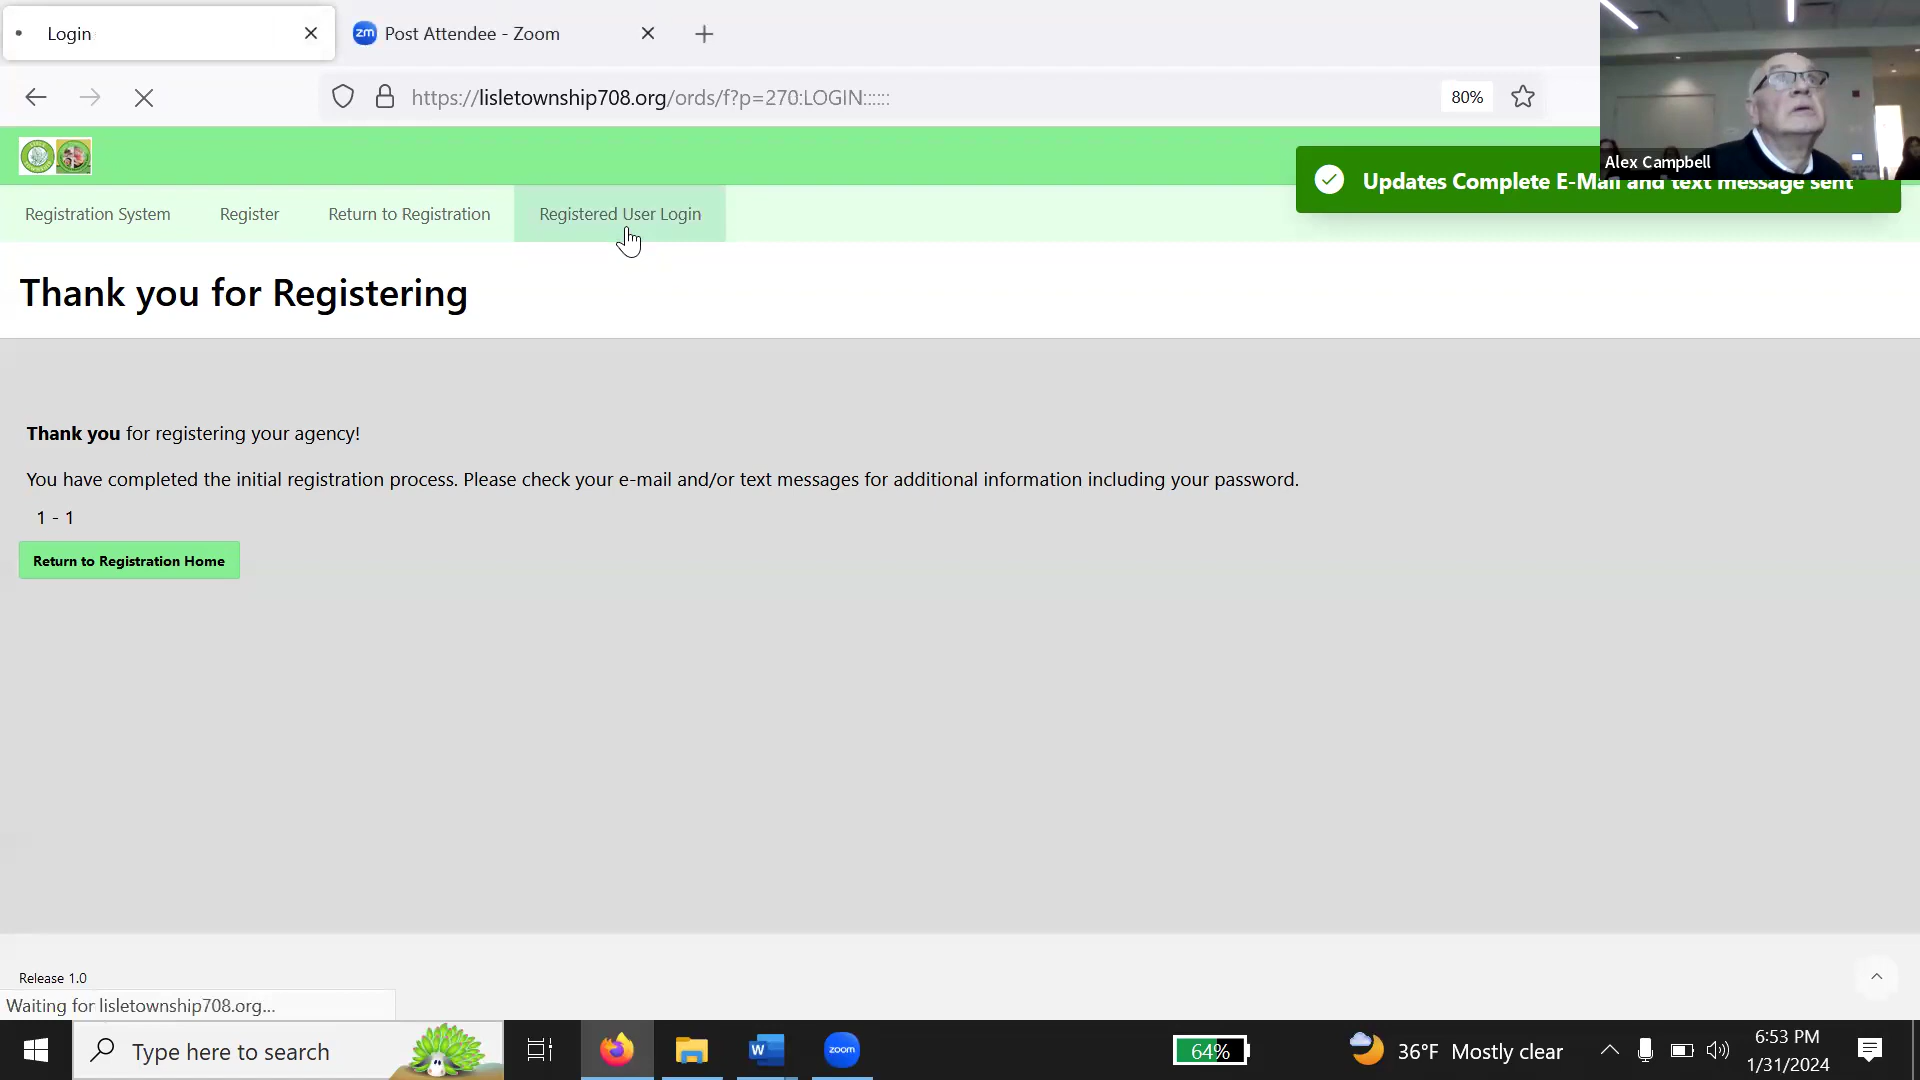 Login
Post Attendee - Zoom
https://lisletownship708.org/ords/f?p=270:LOGIN::::::
80%
Alex Campbell
Updates Complete E-Mail and text message sent
Registration System
Register
Return to Registration
Registered User Login
Thank you for Registering
Thank you for registering your agency!
You have completed the initial registration process. Please check your e-mail and/or text messages for additional information including your password.
1 - 1
Return to Registration Home
Release 1.0
Waiting for lisletownship708.org...
Type here to search
zoom
64%
36°F Mostly clear
6:53 PM
1/31/2024